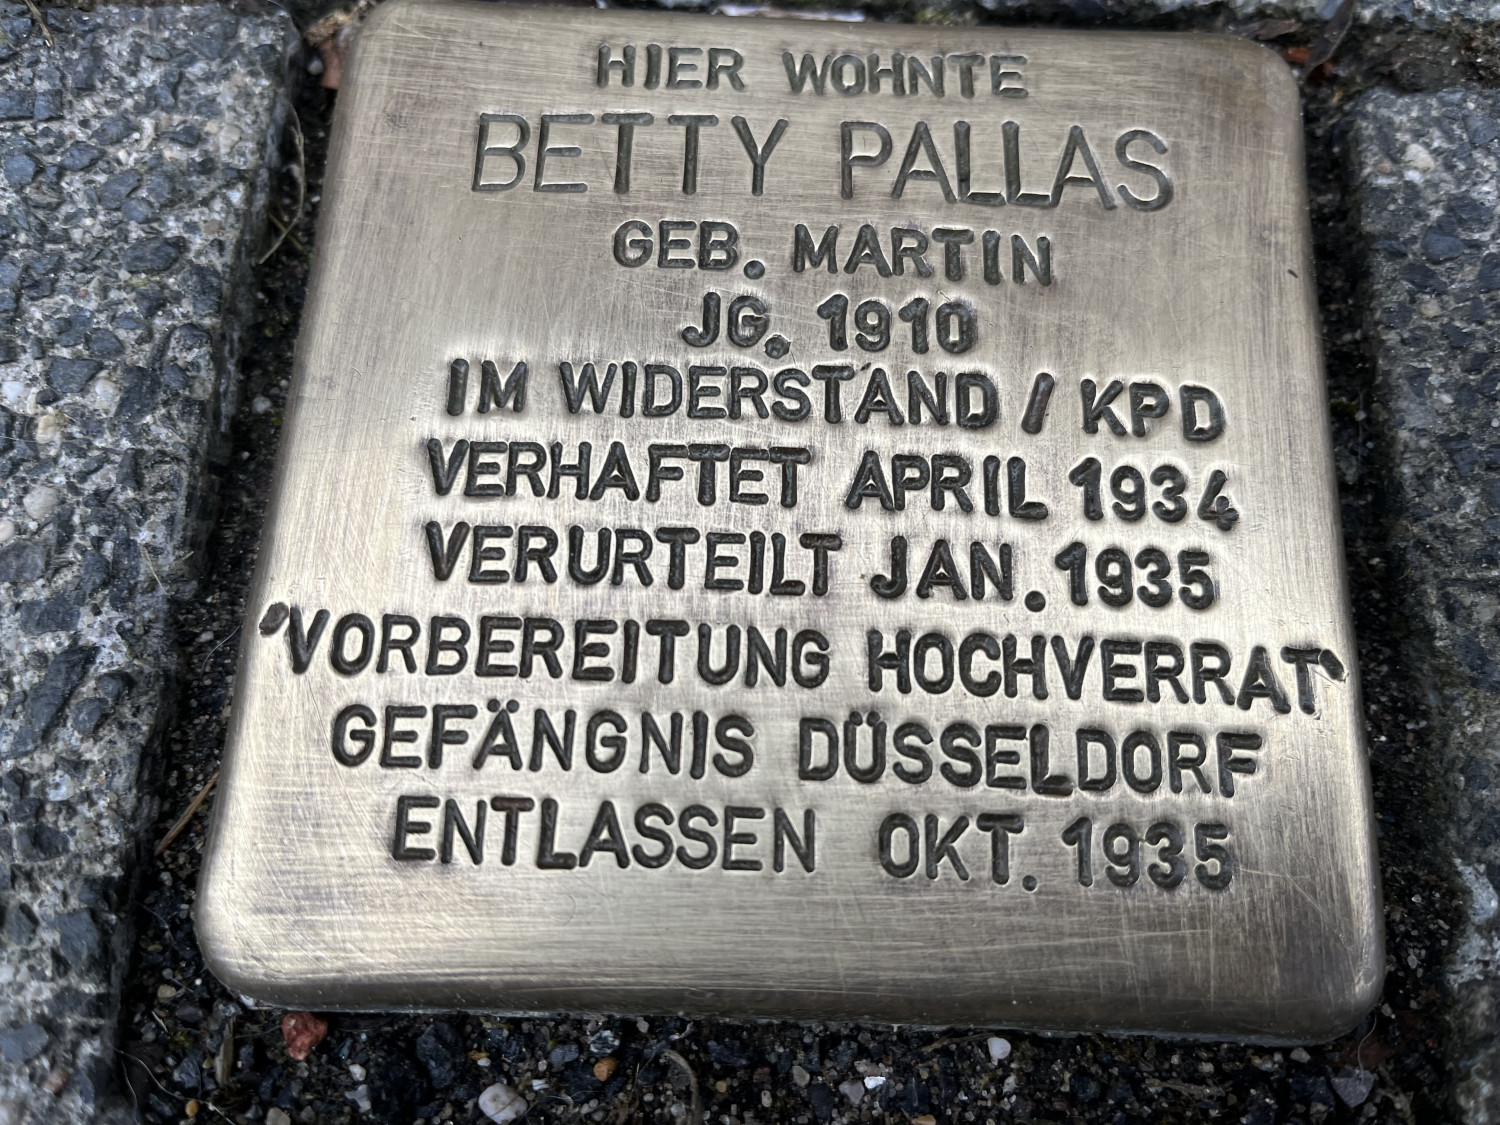 HIER WOHNTE
BETTY PALLAS
GEB. MARTIN
JG. 1910
IM WIDERSTAND / KPD
VERHAFTET APRIL 1934
VERURTEILT JAN. 1935
'VORBEREITUNG HOCHVERRAT'
GEFÄNGNIS DÜSSELDORF
ENTLASSEN OKT. 1935